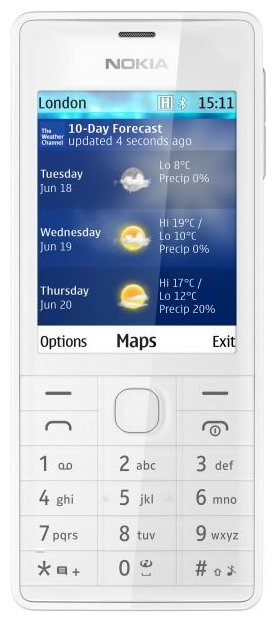 NOKIA
London H 15:11
The Weather Channel
10-Day Forecast
updated 4 seconds ago
Tuesday
Jun 18
Lo 8°C
Precip 0%
Wednesday
Jun 19
Hi 19°C /
Lo 10°C
Precip 0%
Thursday
Jun 20
Hi 17°C /
Lo 12°C
Precip 20%
Options Maps Exit
1 2 abc 3 def
4 ghi 5 jkl 6 mno
7 pqrs 8 tuv 9 wxyz
* + 0 #